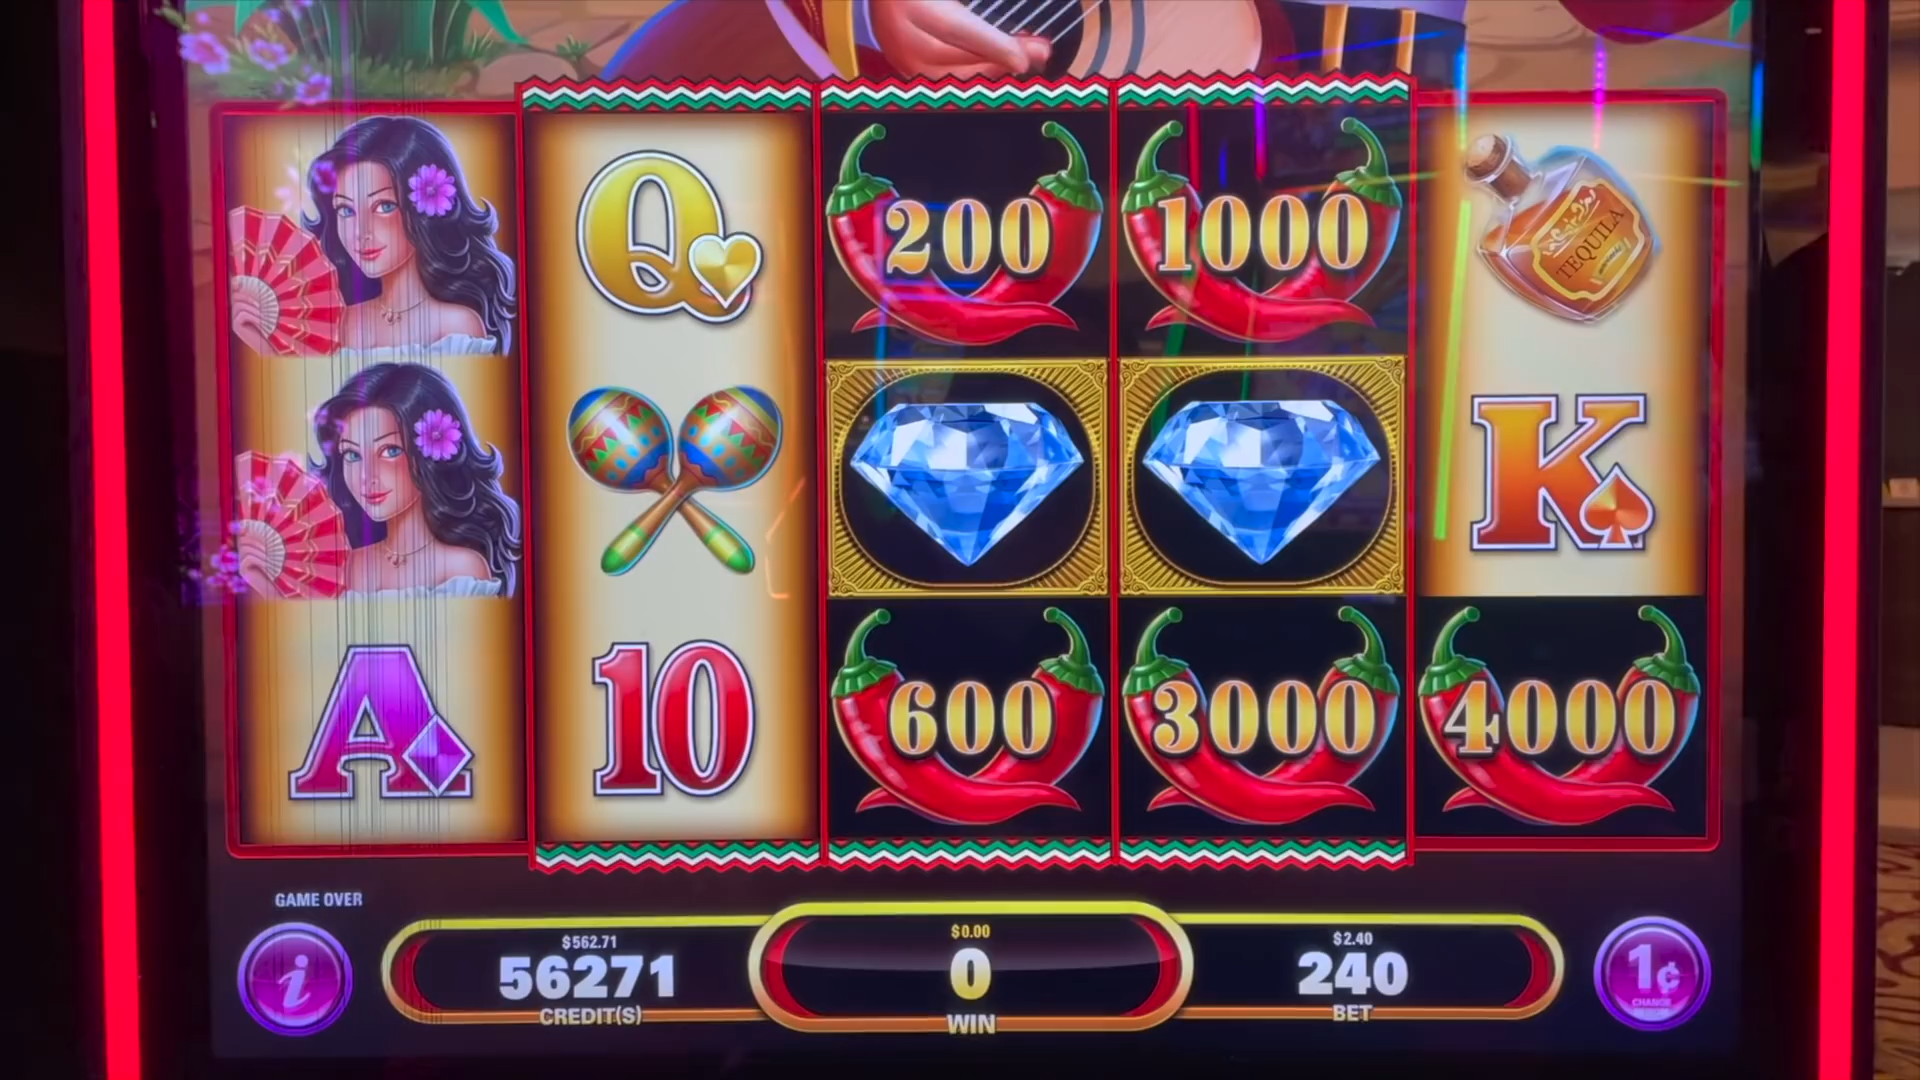 Q
200
1000
TEQUILA
K
A
10
600
3000
4000
GAME OVER
$562.71
56271
CREDIT(S)
$0.00
0
WIN
$2.40
240
BET
i
1¢
CHANGE